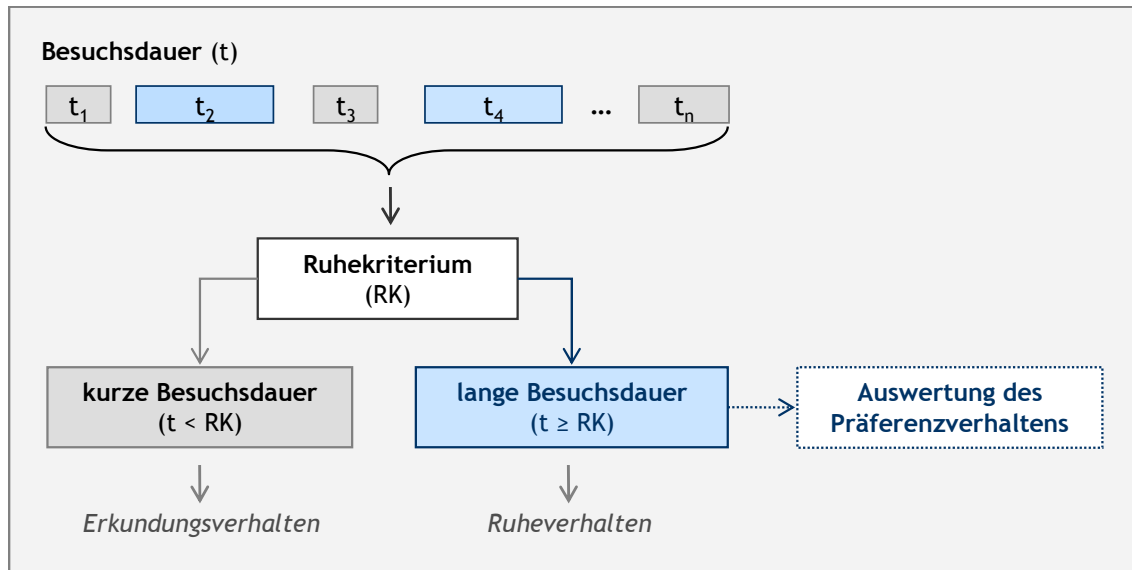 Besuchsdauer (t)
t₁ t₂ t₃ t₄ ... tₙ
Ruhekriterium
(RK)
kurze Besuchsdauer
(t < RK)
lange Besuchsdauer
(t ≥ RK)
Auswertung des
Präferenzverhaltens
Erkundungsverhalten
Ruheverhalten